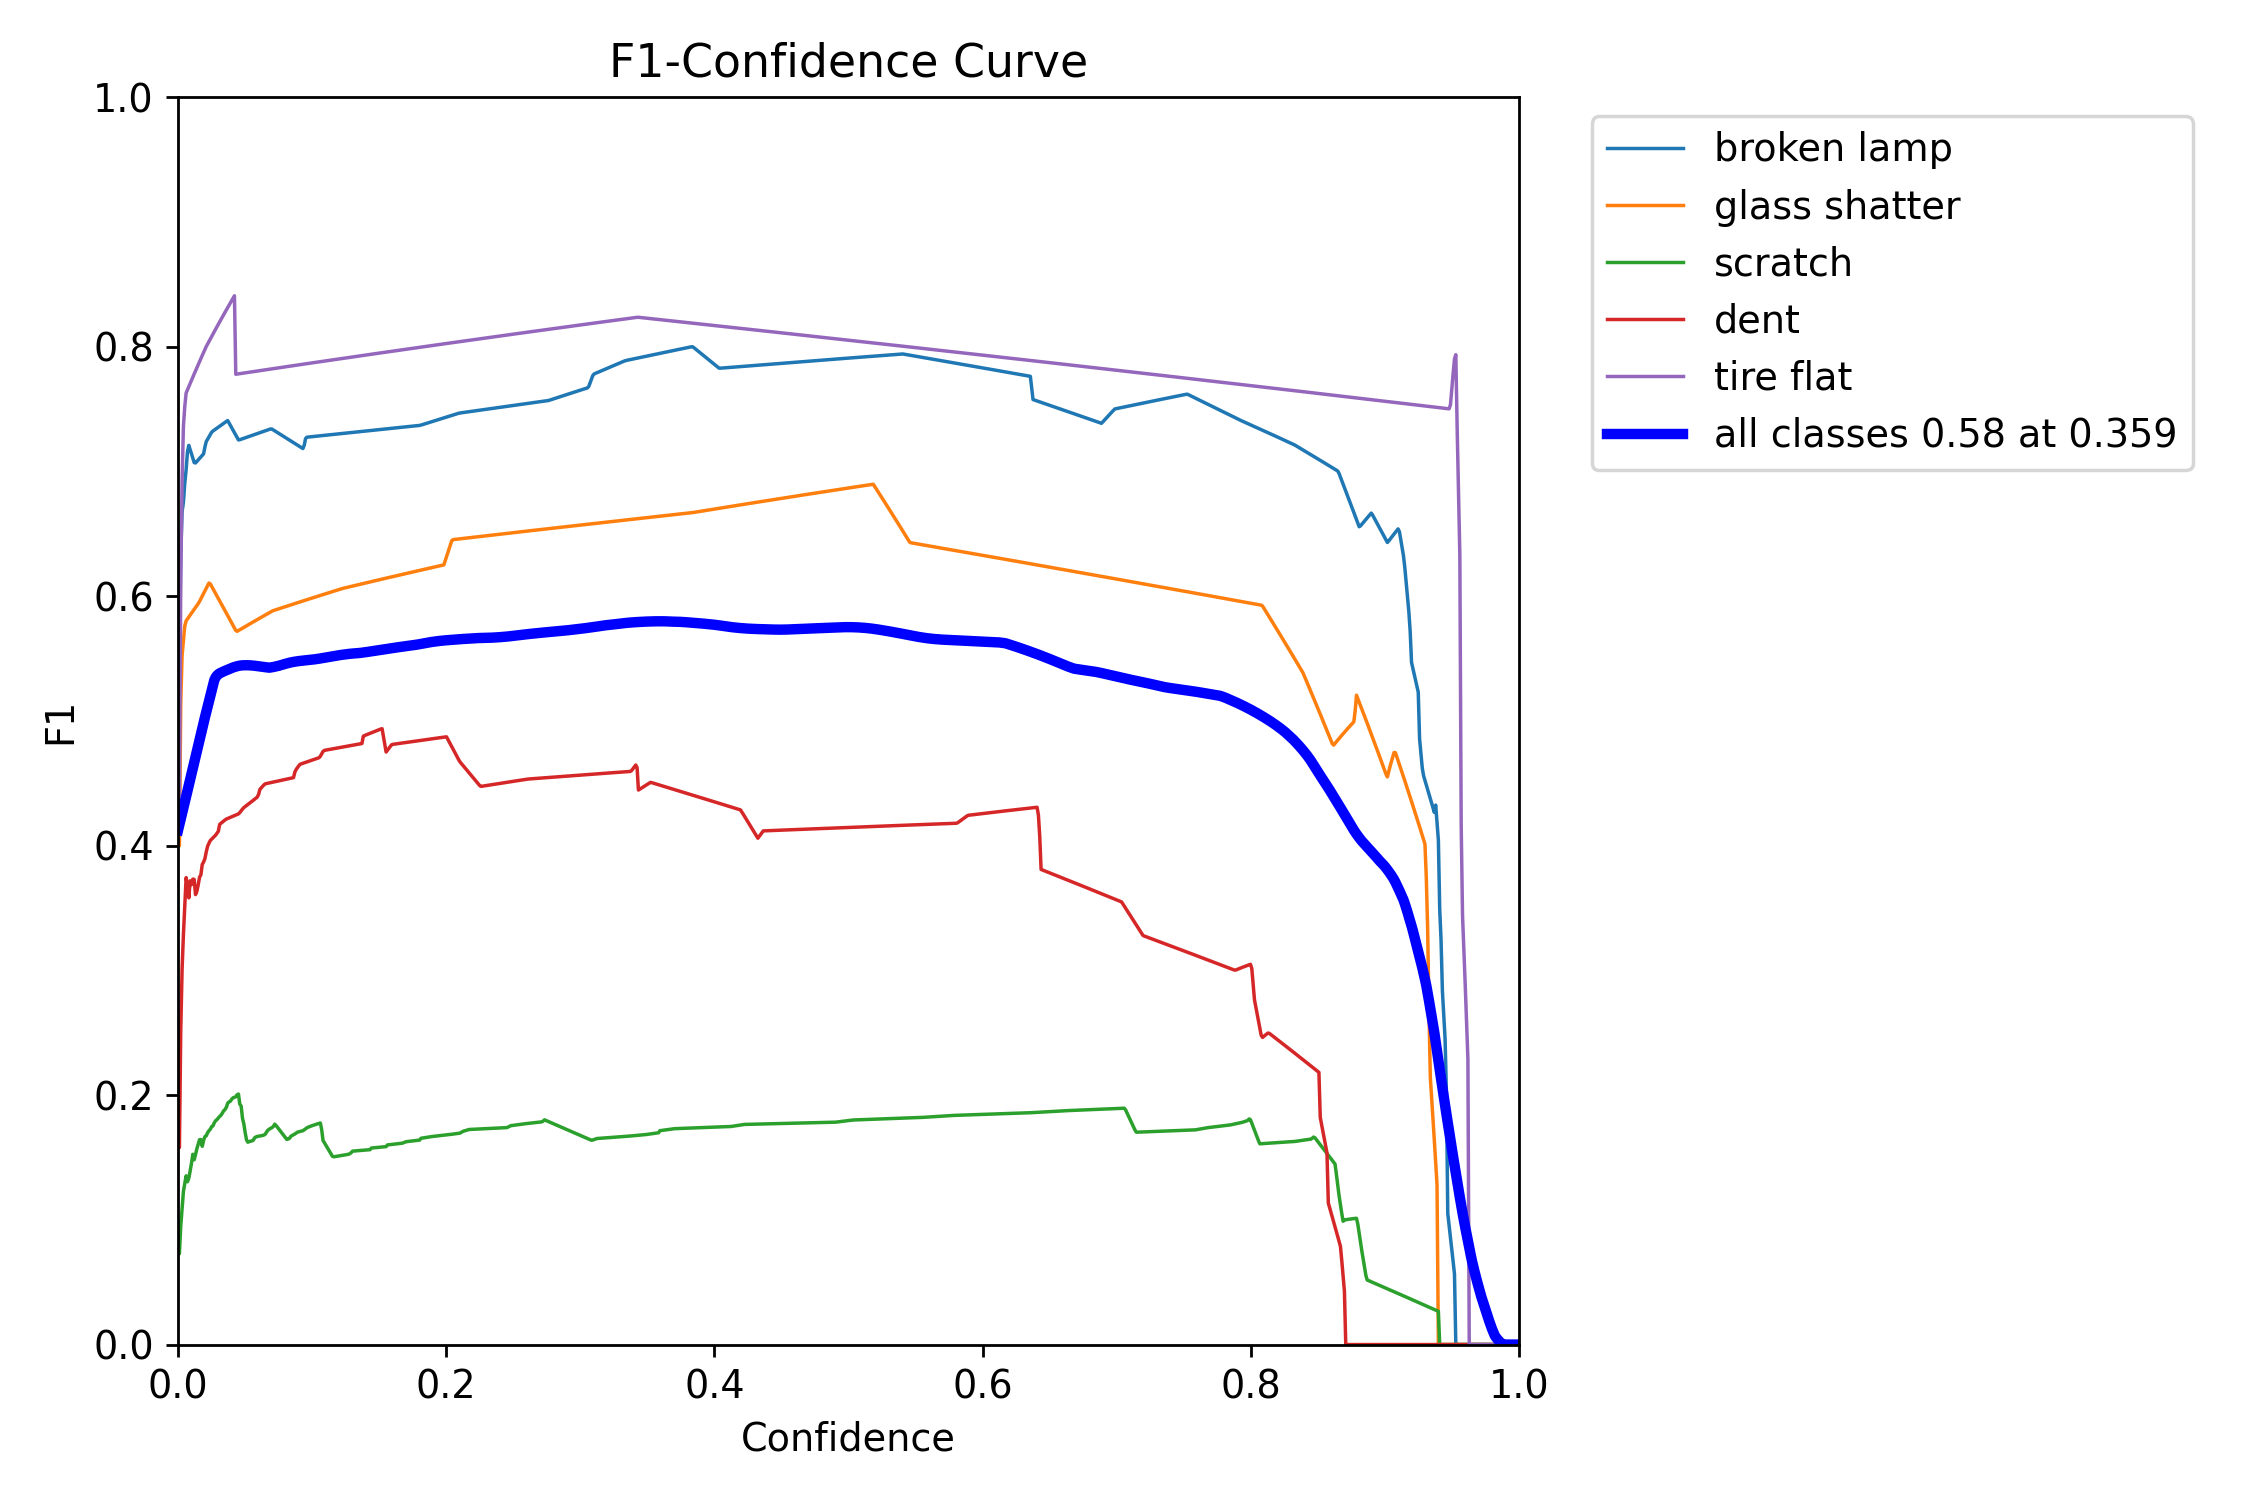 F1-Confidence Curve
1.0
0.8
0.6
0.4
0.2
0.0
F1
0.0 0.2 0.4 0.6 0.8 1.0
Confidence
broken lamp
glass shatter
scratch
dent
tire flat
all classes 0.58 at 0.359